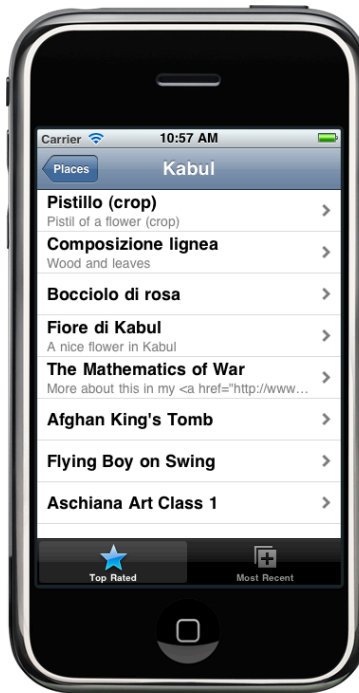 Carrier 10:57 AM
Places Kabul
Pistillo (crop)
Pistil of a flower (crop)
Composizione lignea
Wood and leaves
Bocciolo di rosa
Fiore di Kabul
A nice flower in Kabul
The Mathematics of War
More about this in my <a href="http://www...
Afghan King's Tomb
Flying Boy on Swing
Aschiana Art Class 1
Top Rated Most Recent